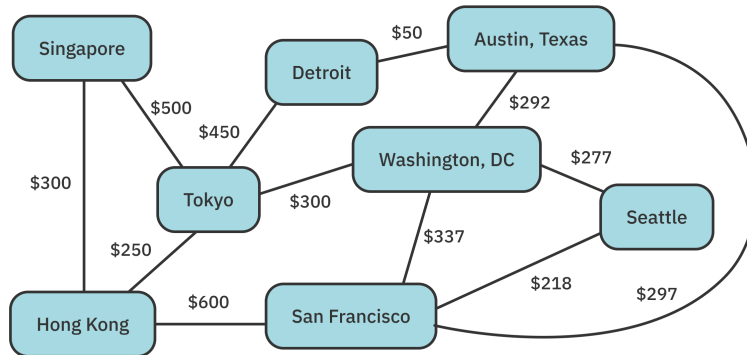 $50
Austin, Texas
Singapore
Detroit
$500
$292
$450
Washington, DC
$277
$300
Tokyo
$300
Seattle
$250
$337
$218
$297
$600
San Francisco
Hong Kong